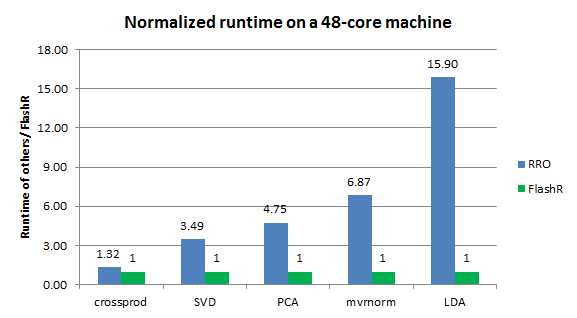 Normalized runtime on a 48-core machine
Runtime of others/ FlashR
18.00
15.00
12.00
9.00
6.00
3.00
0.00
1.32
1
3.49
1
4.75
1
6.87
1
15.90
1
crossprod
SVD
PCA
mvrnorm
LDA
RRO
FlashR